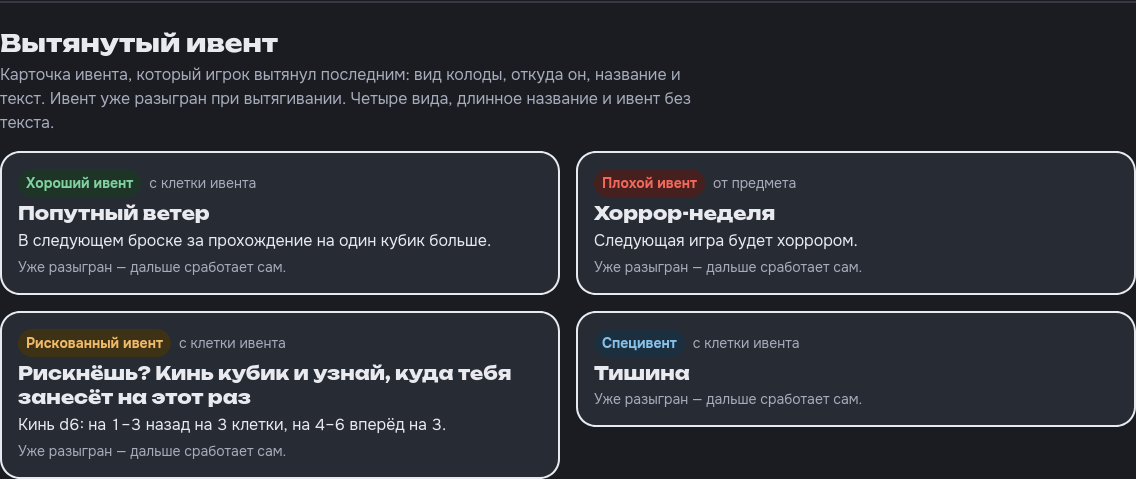 Вытянутый ивент
Карточка ивента, который игрок вытянул последним: вид колоды, откуда он, название и
текст. Ивент уже разыгран при вытягивании. Четыре вида, длинное название и ивент без
текста.
Хороший ивент с клетки ивента
Попутный ветер
В следующем броске за прохождение на один кубик больше.
Уже разыгран — дальше сработает сам.
Плохой ивент от предмета
Хоррор-неделя
Следующая игра будет хоррором.
Уже разыгран — дальше сработает сам.
Рискованный ивент с клетки ивента
Рискнёшь? Кинь кубик и узнай, куда тебя
занесёт на этот раз
Кинь d6: на 1–3 назад на 3 клетки, на 4–6 вперёд на 3.
Уже разыгран — дальше сработает сам.
Специвент с клетки ивента
Тишина
Уже разыгран — дальше сработает сам.